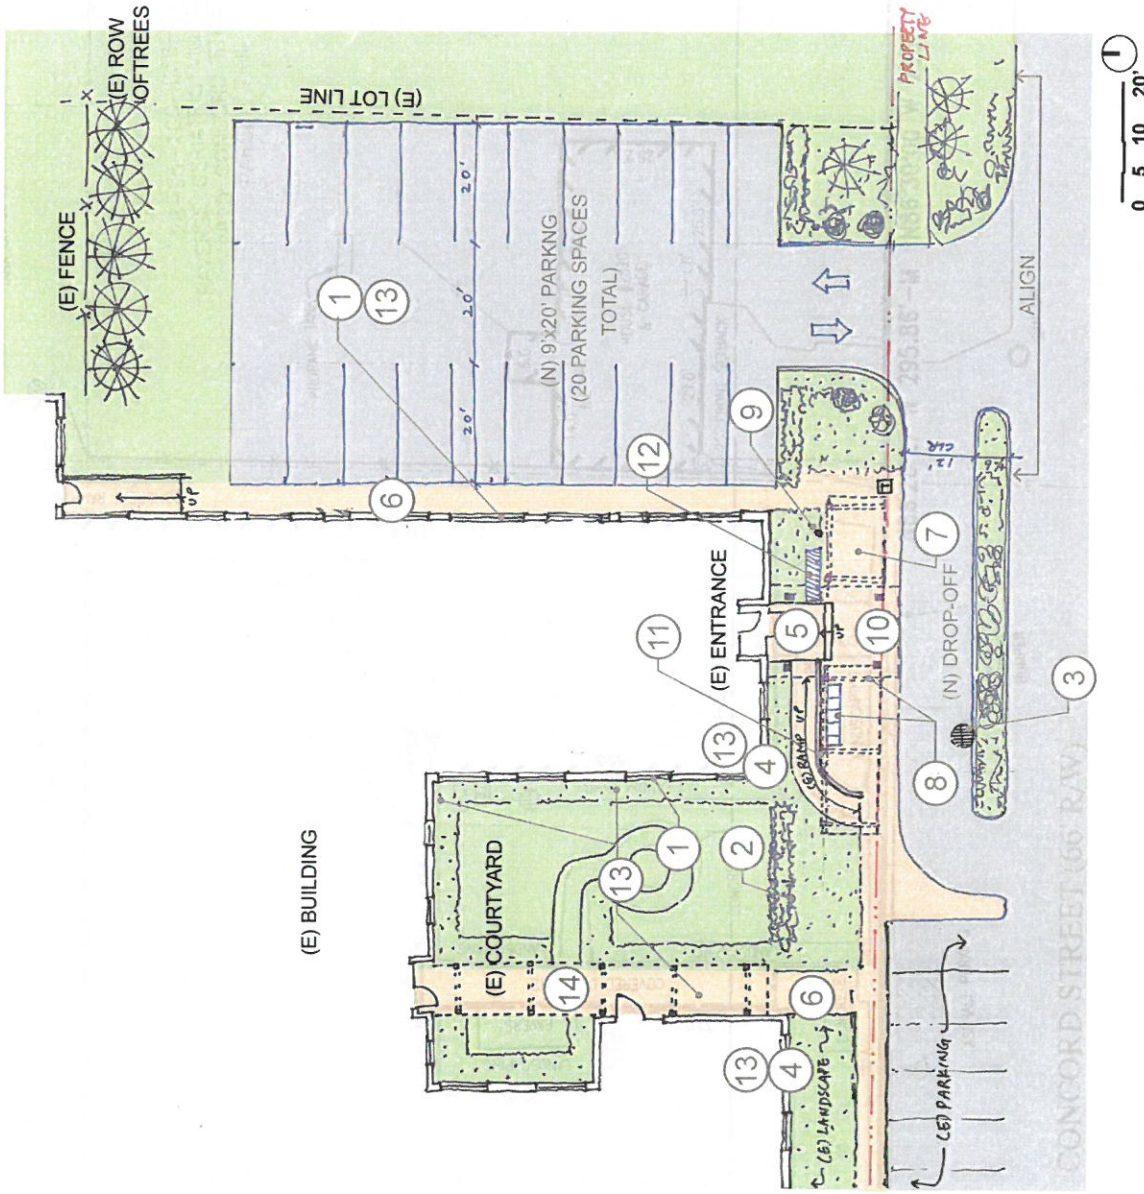 (E) ROW
OFTREES
(E) FENCE
(E) LOT LINE
PROPERTY
LINE
20'
20'
20'
1
13
(N) 9'x20' PARKNG
(20 PARKING SPACES
TOTAL)
6
UP
12
9
12'
CLR
ALIGN
0 5 10 20'
(E) ENTRANCE
11
5
UP
10
7
(N) DROP-OFF
8
3
13
4
(E) RAMP UP
(E) BUILDING
(E) COURTYARD
13
1
2
14
COVERE
6
13
4
(E) LANDSCAPE
(E) PARKING
CONCORD STREET (66' R/W)
295.86'